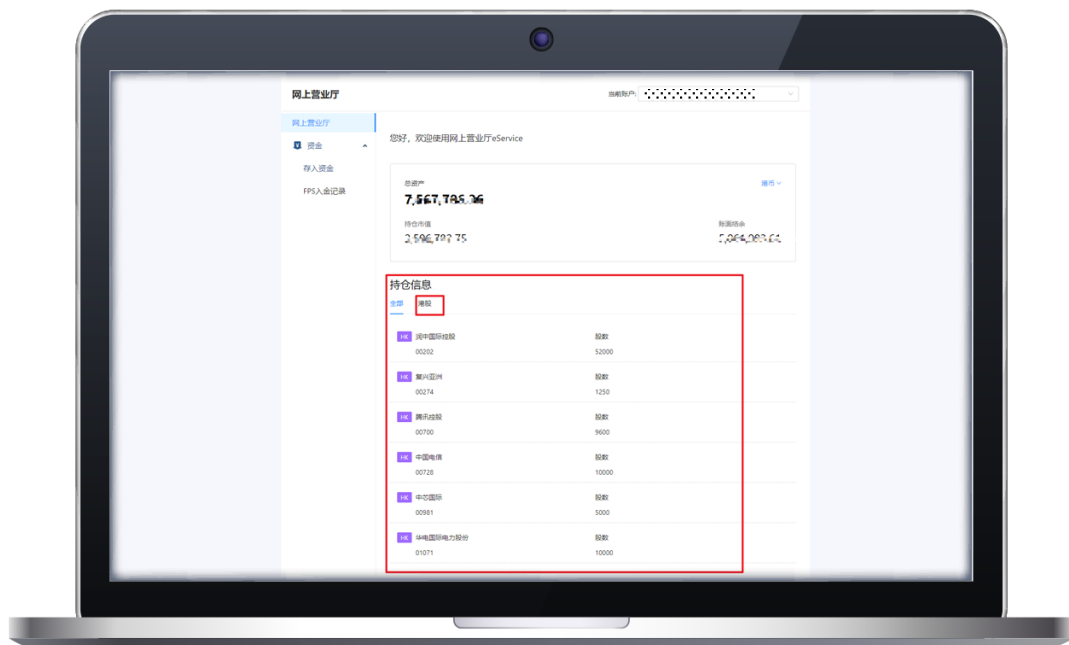 网上营业厅
当前账户:
网上营业厅
资金
存入资金
FPS入金记录
您好，欢迎使用网上营业厅eService
总资产
港币
持仓市值
账面结余
持仓信息
全部 港股
HK 润中国际控股 股数
00202 52000
HK 复兴亚洲 股数
00274 1250
HK 腾讯控股 股数
00700 9600
HK 中国电信 股数
00728 10000
HK 中芯国际 股数
00981 5000
HK 华电国际电力股份 股数
01071 10000